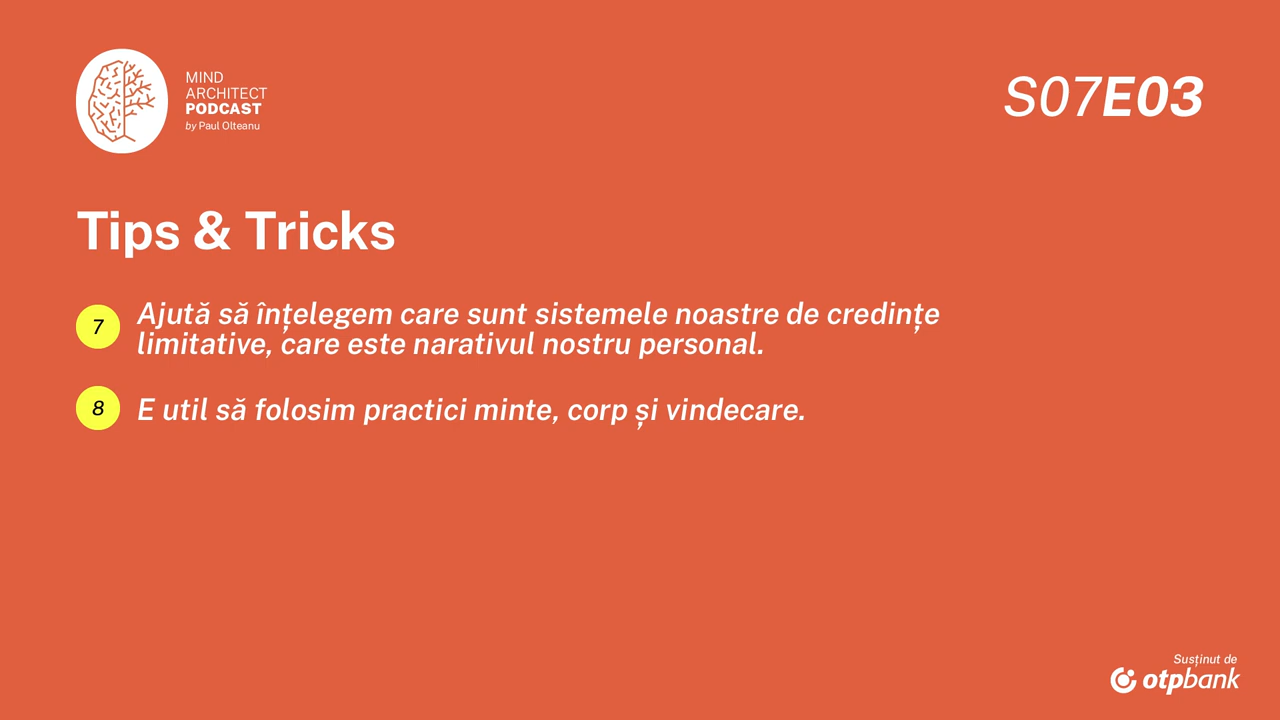 MIND
ARCHITECT
PODCAST
by Paul Olteanu
S07E03
Tips & Tricks
7
Ajută să înțelegem care sunt sistemele noastre de credințe
limitative, care este narativul nostru personal.
8
E util să folosim practici minte, corp și vindecare.
Susținut de
otpbank